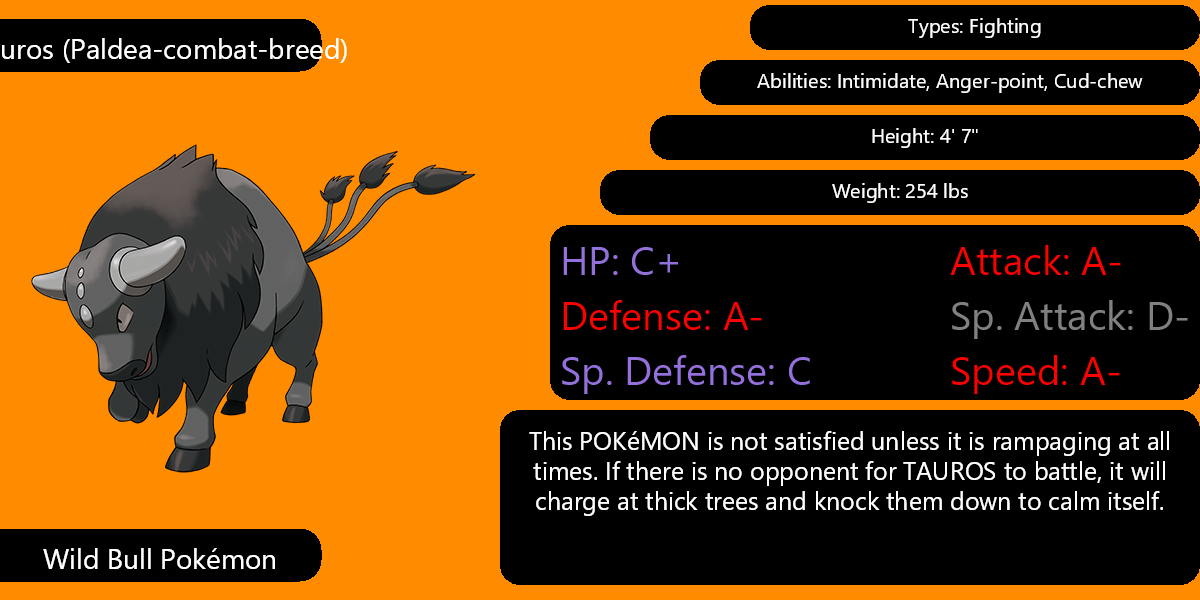 uros (Paldea-combat-breed)
Types: Fighting
Abilities: Intimidate, Anger-point, Cud-chew
Height: 4' 7"
Weight: 254 lbs
HP: C+ Attack: A-
Defense: A- Sp. Attack: D-
Sp. Defense: C Speed: A-
This POKéMON is not satisfied unless it is rampaging at all
times. If there is no opponent for TAUROS to battle, it will
charge at thick trees and knock them down to calm itself.
Wild Bull Pokémon